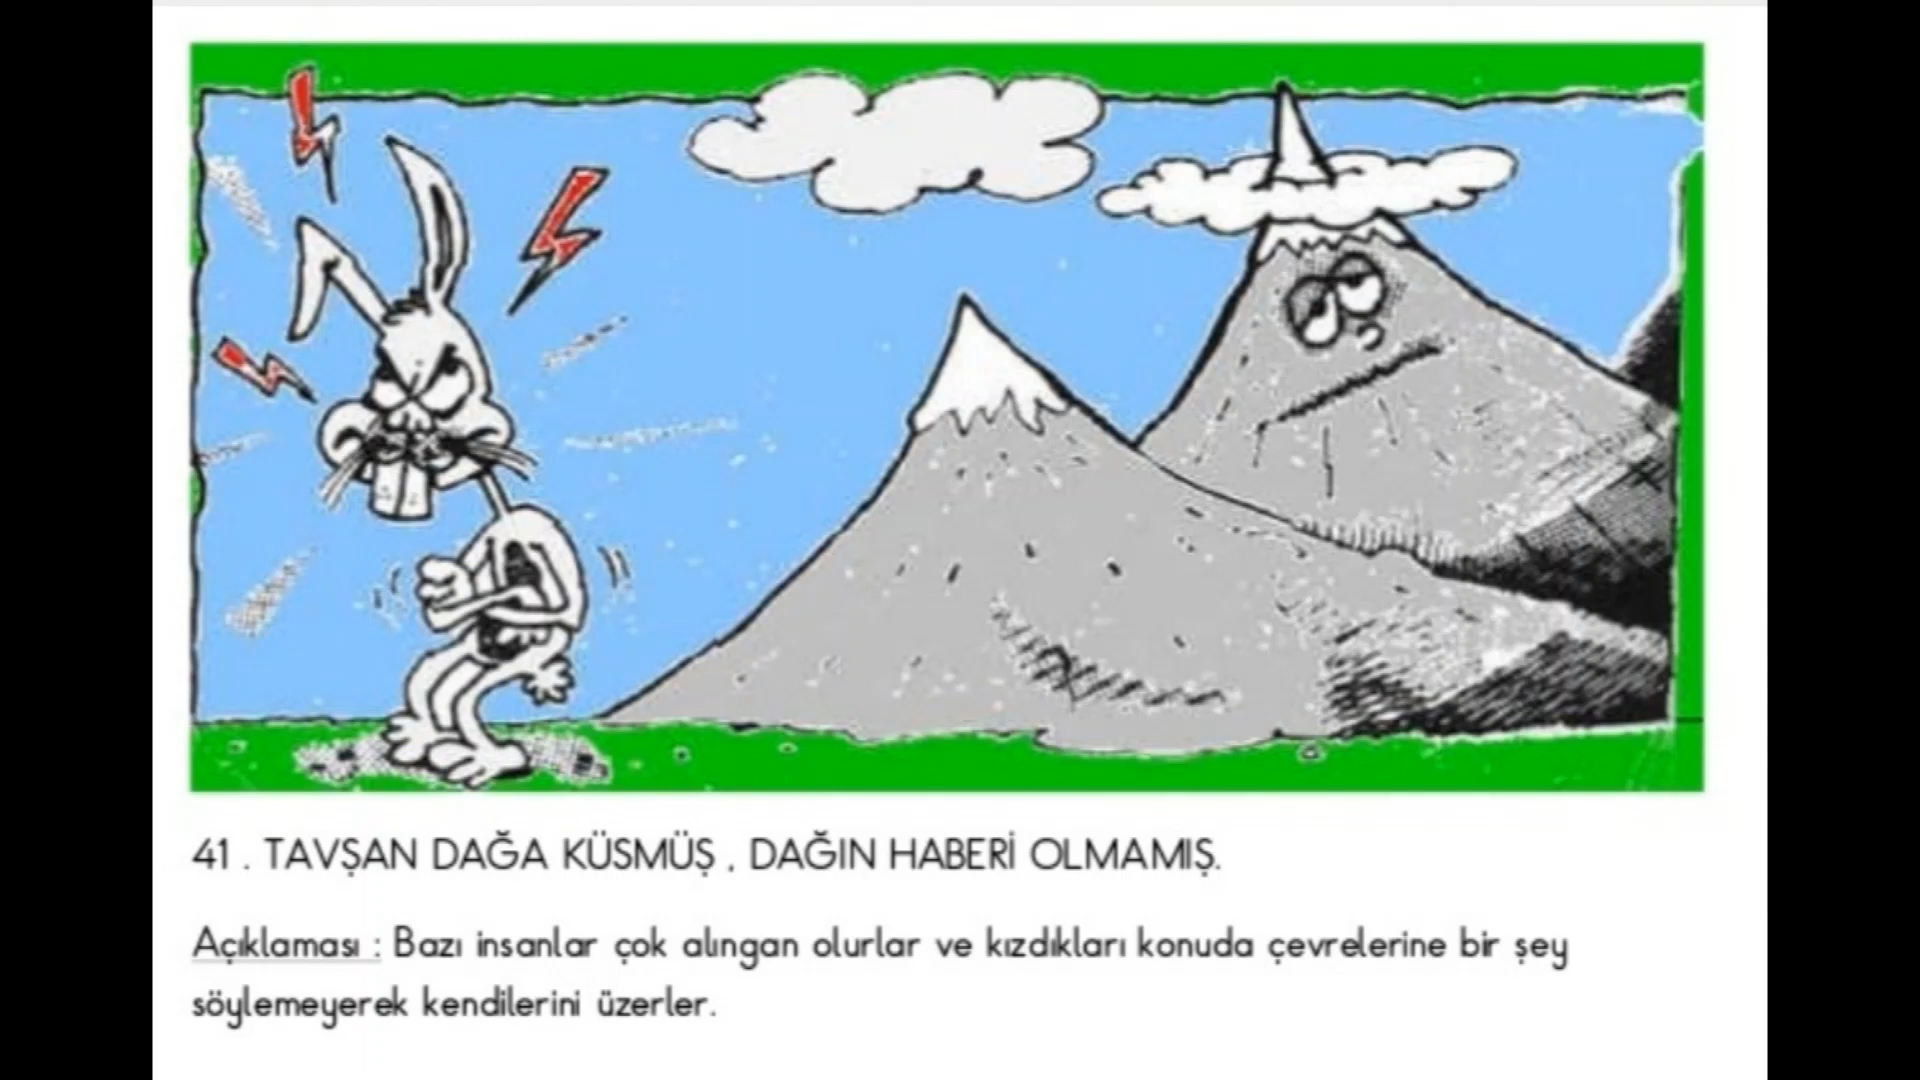 41 . TAVŞAN DAĞA KÜSMÜŞ , DAĞIN HABERİ OLMAMIŞ.
Açıklaması : Bazı insanlar çok alıngan olurlar ve kızdıkları konuda çevrelerine bir şey
söylemeyerek kendilerini üzerler.